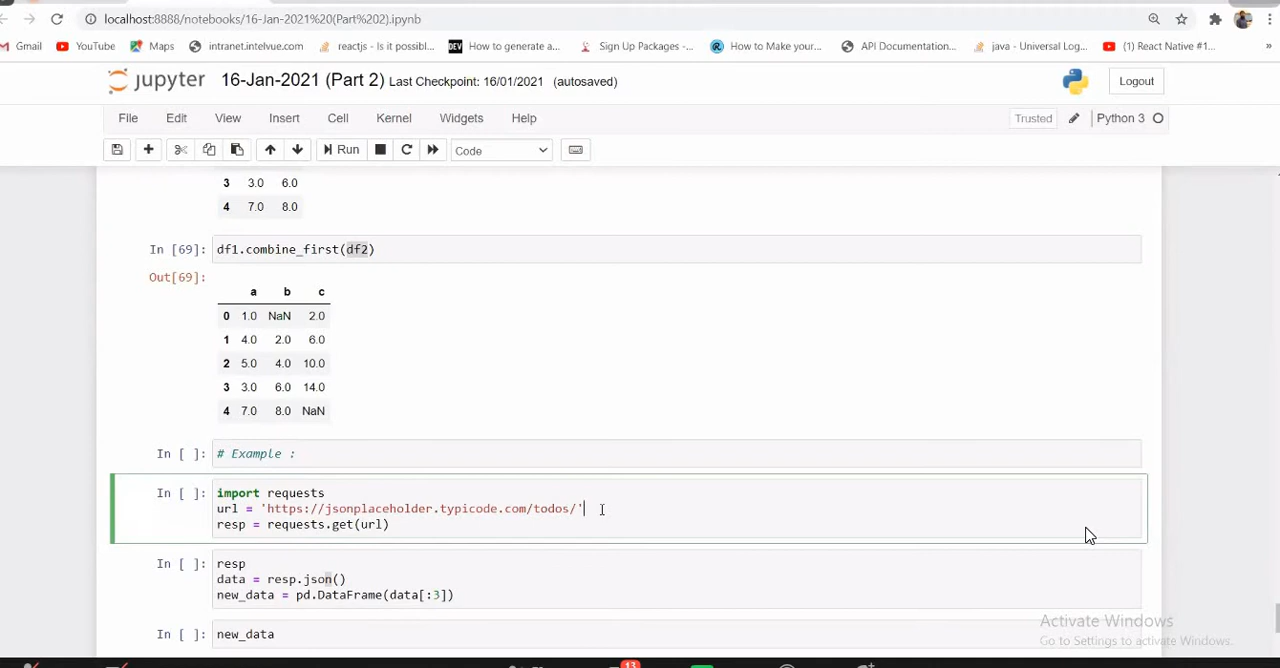 localhost:8888/notebooks/16-Jan-2021%20(Part%202).ipynb
Gmail YouTube Maps intranet.intelvue.com reactjs - Is it possibl... DEV How to generate a... Sign Up Packages -... How to Make your... API Documentation... java - Universal Log... (1) React Native #1... »
jupyter 16-Jan-2021 (Part 2) Last Checkpoint: 16/01/2021 (autosaved) Logout
File Edit View Insert Cell Kernel Widgets Help Trusted Python 3
Run Code
3 3.0 6.0
4 7.0 8.0
In [69]: df1.combine_first(df2)
Out[69]:
a b c
0 1.0 NaN 2.0
1 4.0 2.0 6.0
2 5.0 4.0 10.0
3 3.0 6.0 14.0
4 7.0 8.0 NaN
In [ ]: # Example :
In [ ]: import requests
url = 'https://jsonplaceholder.typicode.com/todos/'
resp = requests.get(url)
In [ ]: resp
data = resp.json()
new_data = pd.DataFrame(data[:3])
Activate Windows
In [ ]: new_data
Go to Settings to activate Windows.
13